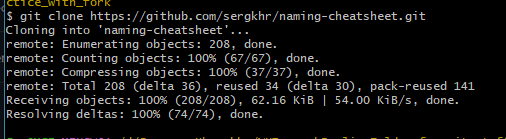 ctice_with_fork
$ git clone https://github.com/sergkhr/naming-cheatsheet.git
Cloning into 'naming-cheatsheet'...
remote: Enumerating objects: 208, done.
remote: Counting objects: 100% (67/67), done.
remote: Compressing objects: 100% (37/37), done.
remote: Total 208 (delta 36), reused 34 (delta 30), pack-reused 141
Receiving objects: 100% (208/208), 62.16 KiB | 54.00 KiB/s, done.
Resolving deltas: 100% (74/74), done.